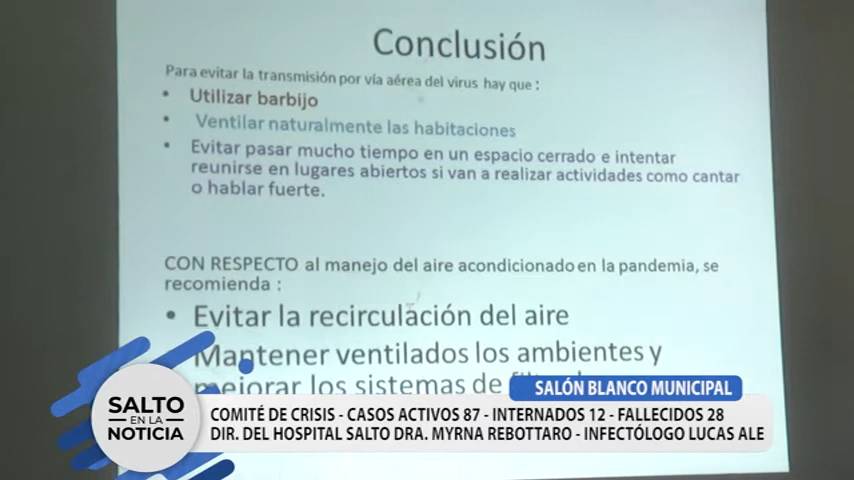 Conclusión
Para evitar la transmisión por vía aérea del virus hay que :
• Utilizar barbijo
• Ventilar naturalmente las habitaciones
• Evitar pasar mucho tiempo en un espacio cerrado e intentar
reunirse en lugares abiertos si van a realizar actividades como cantar
o hablar fuerte.
CON RESPECTO al manejo del aire acondicionado en la pandemia, se
recomienda :
• Evitar la recirculación del aire
Mantener ventilados los ambientes y
mejorar los sistemas de
SALÓN BLANCO MUNICIPAL
SALTO
EN LA
NOTICIA
COMITÉ DE CRISIS - CASOS ACTIVOS 87 - INTERNADOS 12 - FALLECIDOS 28
DIR. DEL HOSPITAL SALTO DRA. MYRNA REBOTTARO - INFECTÓLOGO LUCAS ALE